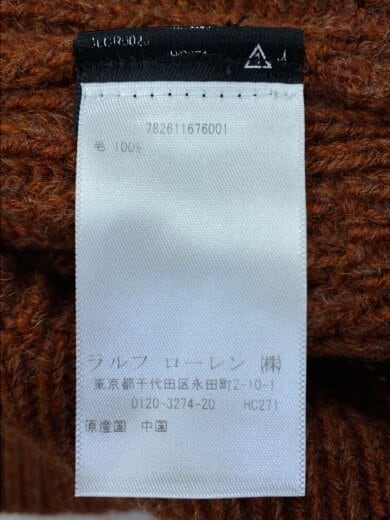 782611676001
毛 100%
ラルフ ローレン (株)
東京都千代田区永田町2-10-1
0120-3274-20 HC271
原産国 中国